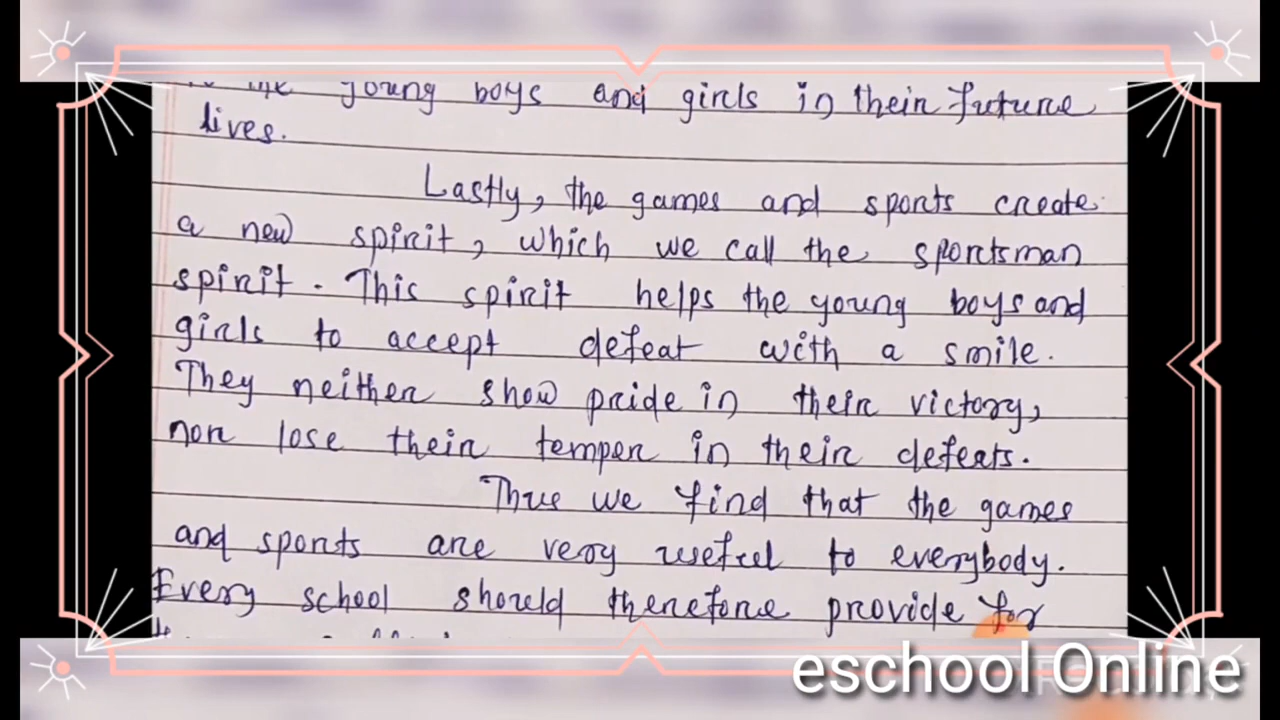 the young boys and girls in their future
lives.
Lastly, the games and sports create
a new spirit, which we call the sportsman
spirit. This spirit helps the young boys and
girls to accept defeat with a smile.
They neither show pride in their victory,
nor lose their temper in their defeats.
Thus we find that the games
and sports are very useful to everybody.
Every school should therefore provide for
eschool Online